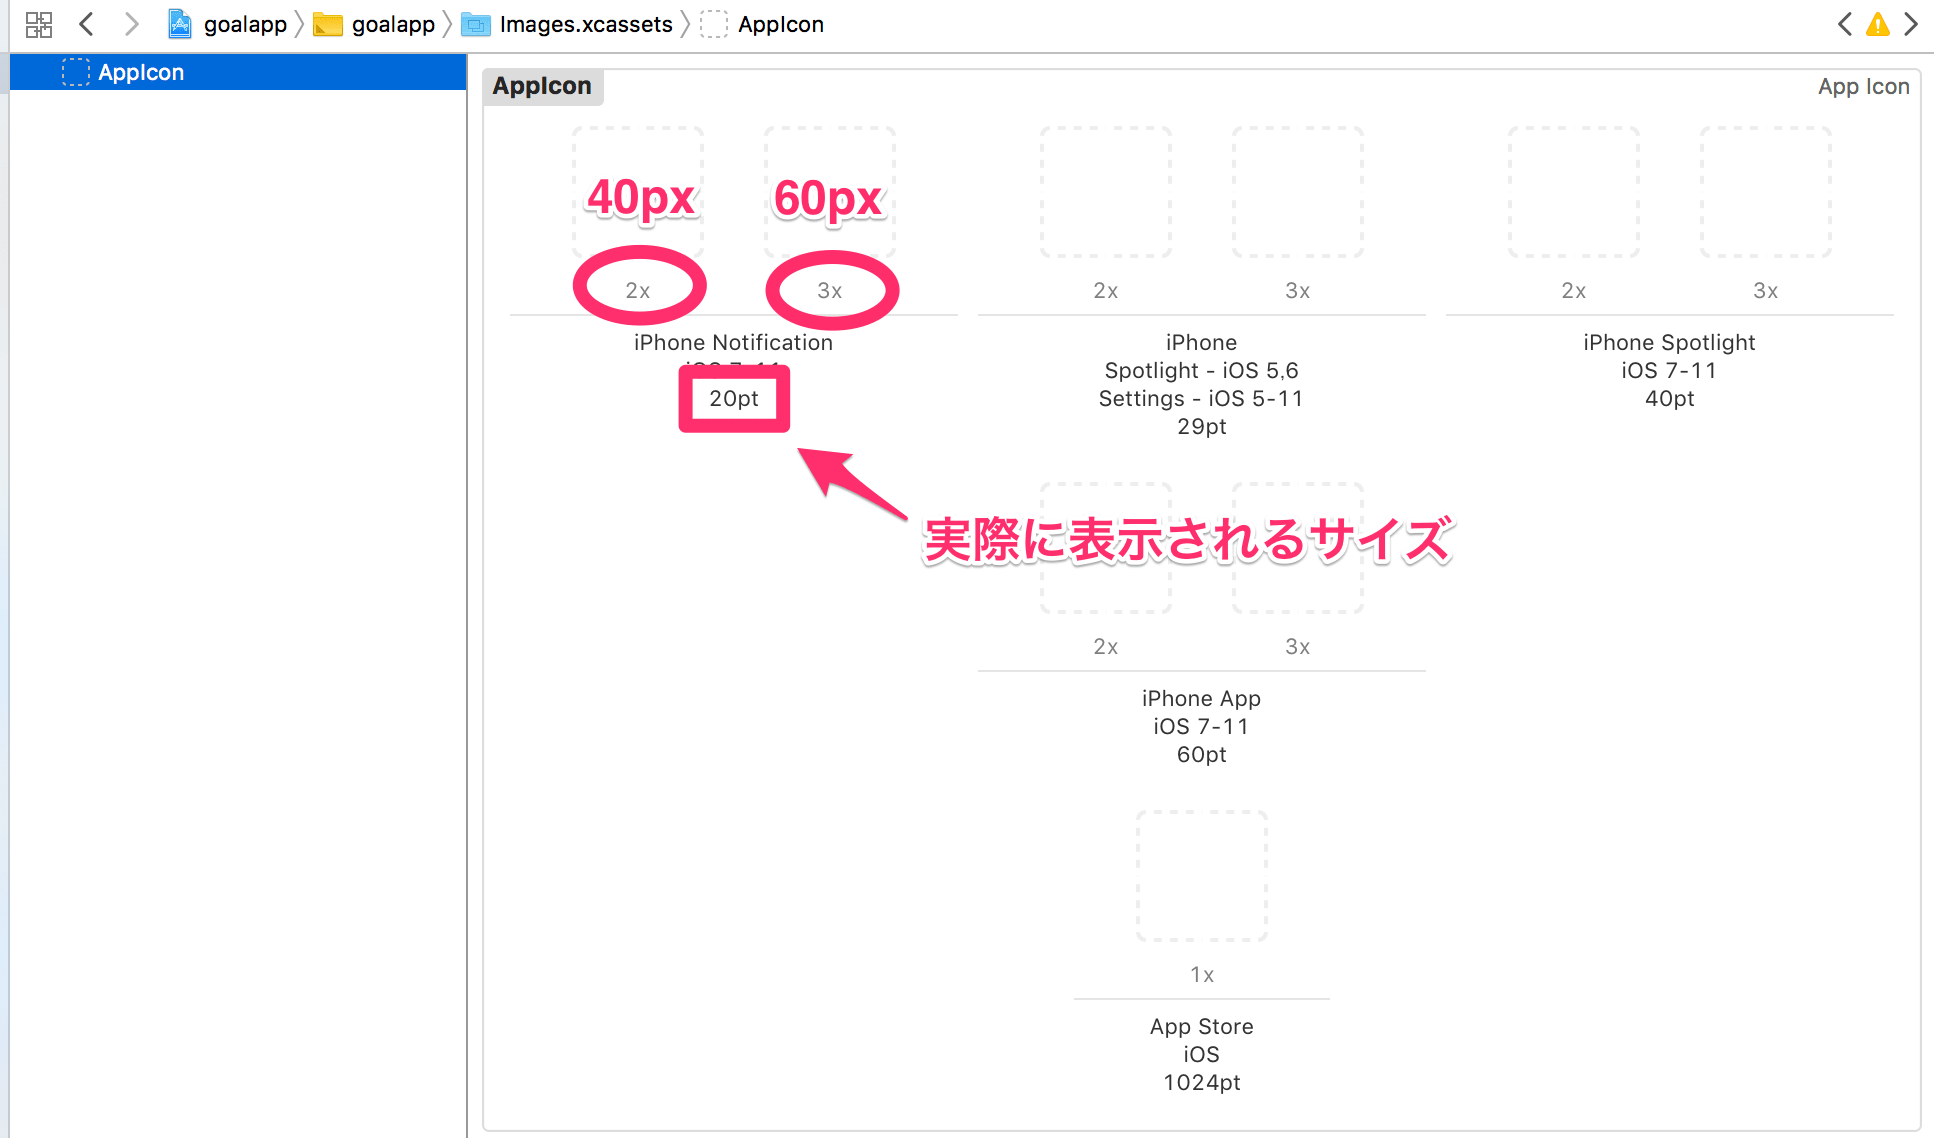 goalapp goalapp Images.xcassets AppIcon
AppIcon
AppIcon
App Icon
40px 60px
2x 3x
iPhone Notification
iOS 7-11
20pt
2x 3x
iPhone
Spotlight - iOS 5,6
Settings - iOS 5-11
29pt
2x 3x
iPhone Spotlight
iOS 7-11
40pt
実際に表示されるサイズ
2x 3x
iPhone App
iOS 7-11
60pt
1x
App Store
iOS
1024pt